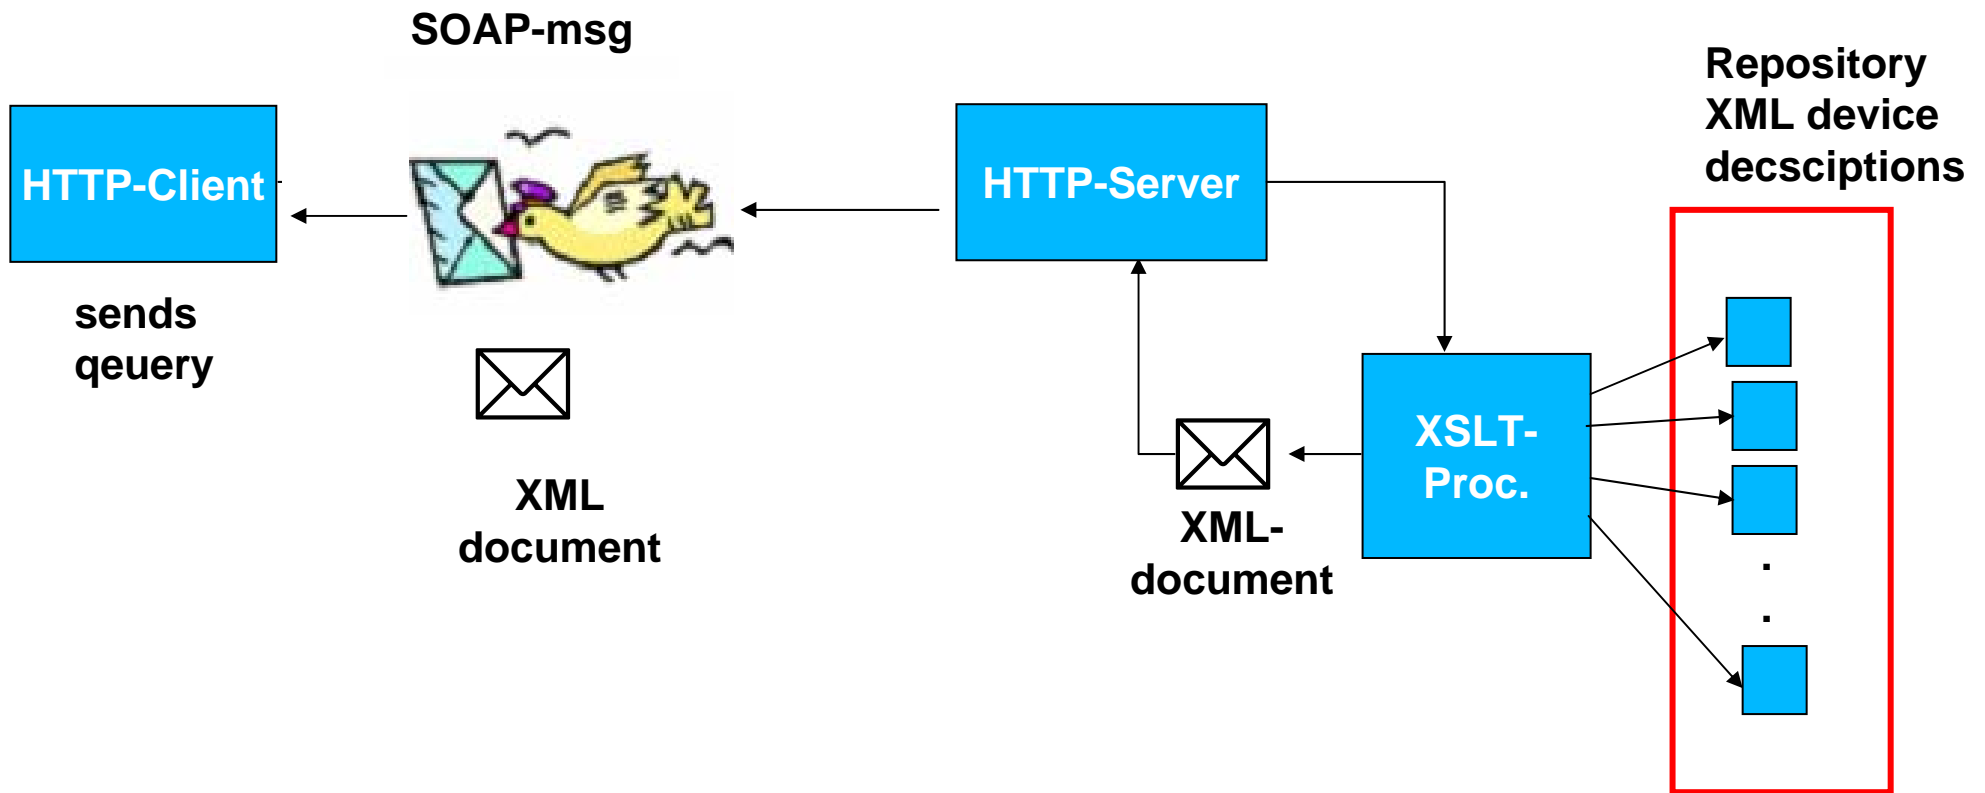 SOAP-msg
HTTP-Client
sends
qeuery
XML
document
HTTP-Server
XML-
document
XSLT-
Proc.
Repository
XML device
decsciptions
.
.